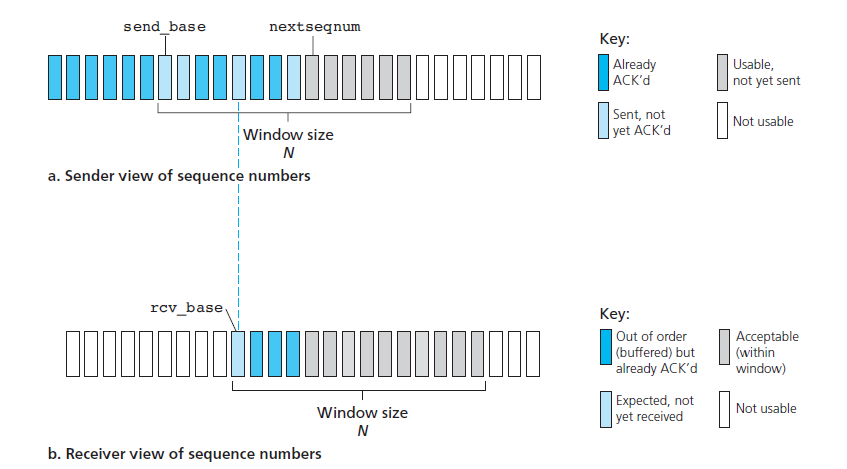 send_base
nextseqnum
Key:
Already
ACK'd
Usable,
not yet sent
Sent, not
yet ACK'd
Not usable
Window size
N
a. Sender view of sequence numbers
rcv_base
Key:
Out of order
(buffered) but
already ACK'd
Acceptable
(within
window)
Expected, not
yet received
Not usable
Window size
N
b. Receiver view of sequence numbers